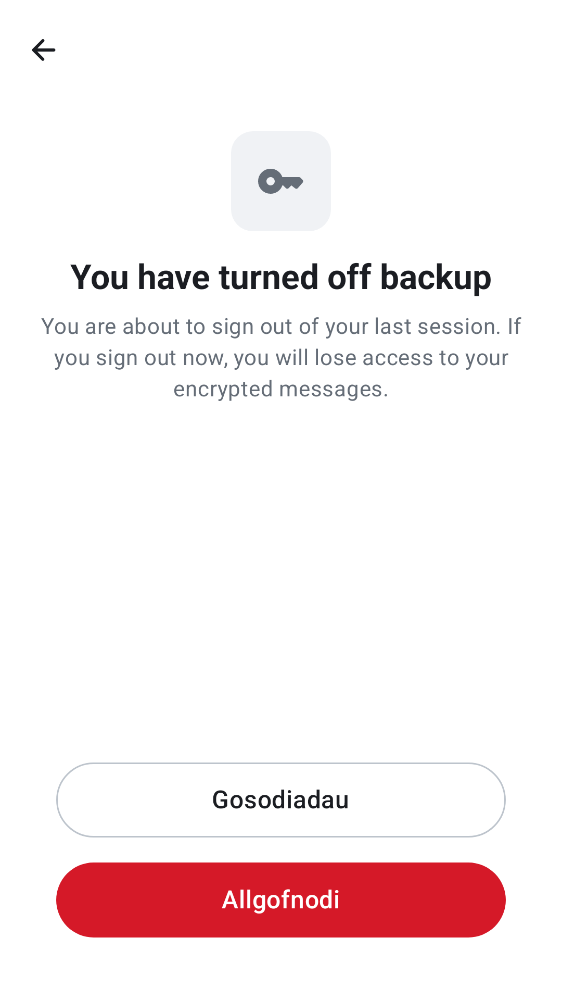 You have turned off backup
You are about to sign out of your last session. If
you sign out now, you will lose access to your
encrypted messages.
Gosodiadau
Allgofnodi